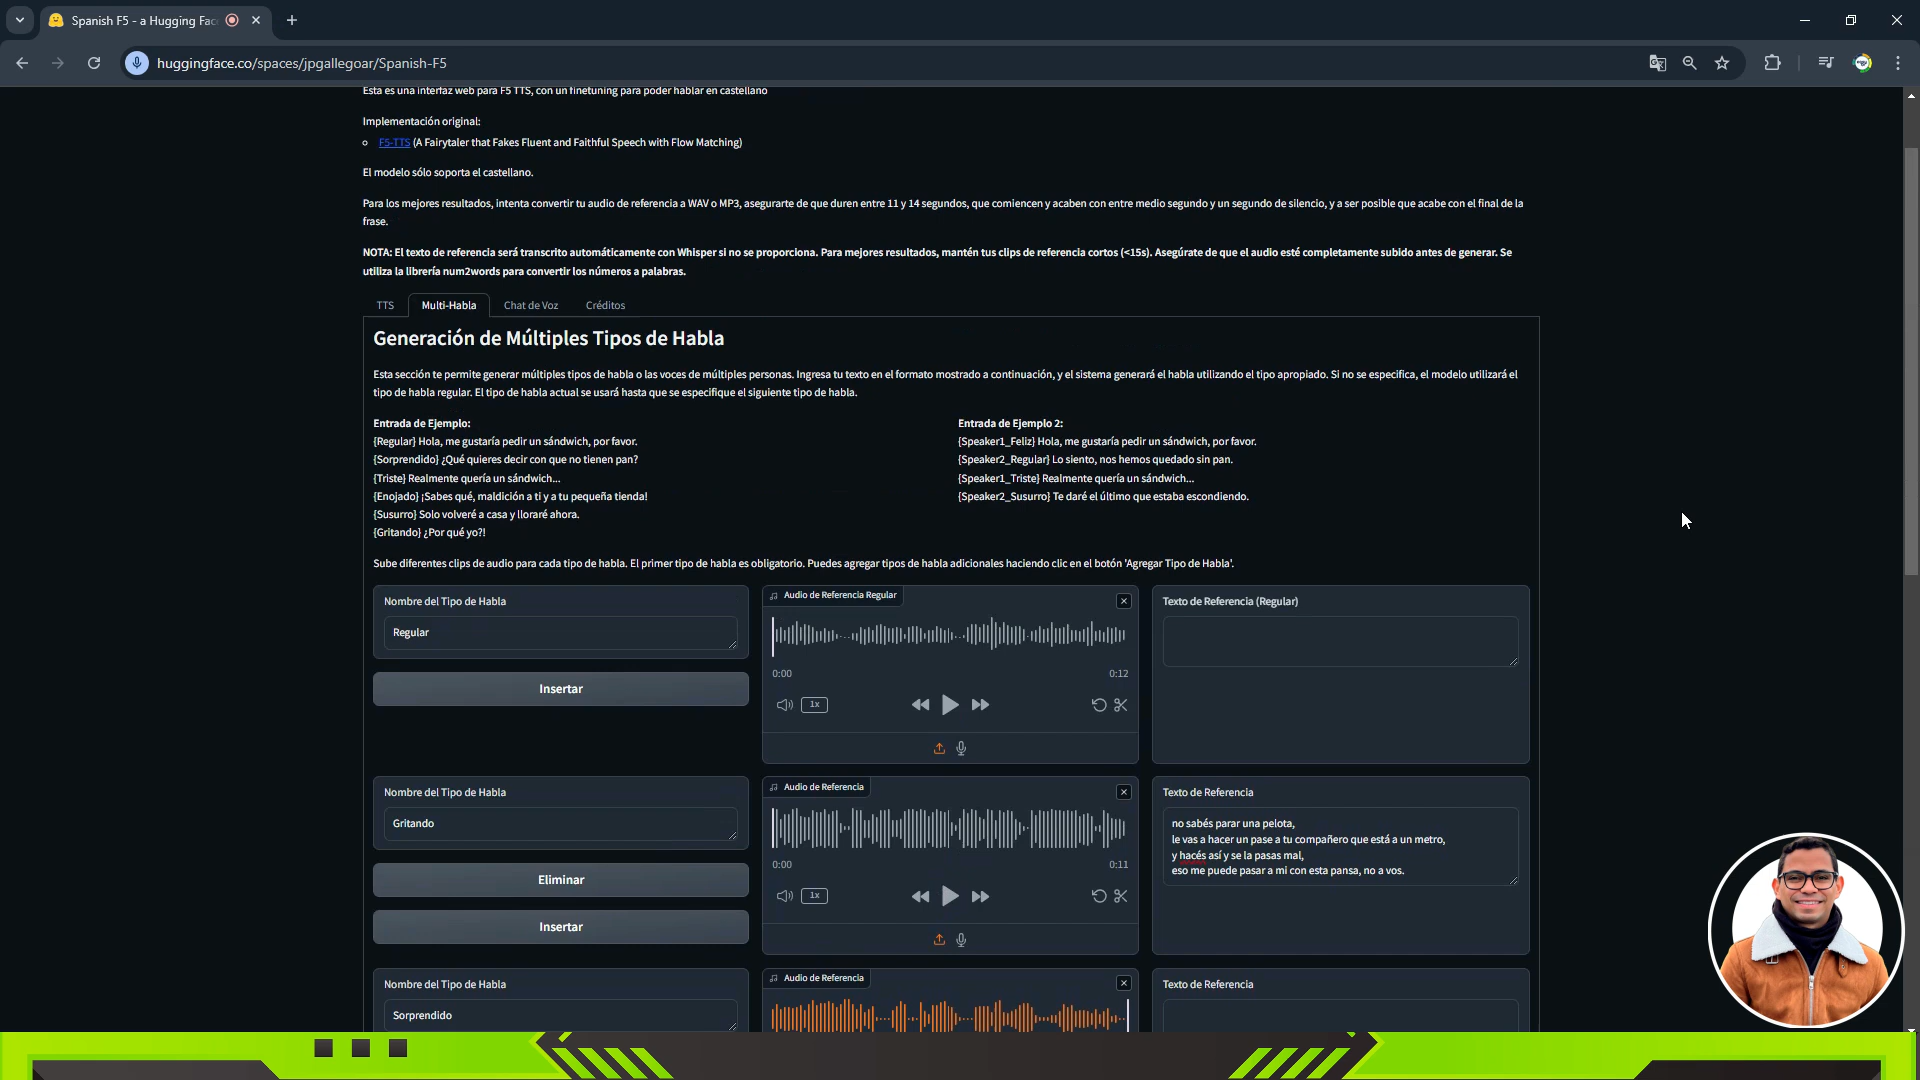 Spanish F5 - a Hugging Fac
huggingface.co/spaces/jpgallegoar/Spanish-F5
Esta es una interfaz web para F5 TTS, con un finetuning para poder hablar en castellano
Implementación original:
F5-TTS (A Fairytaler that Fakes Fluent and Faithful Speech with Flow Matching)
El modelo sólo soporta el castellano.
Para los mejores resultados, intenta convertir tu audio de referencia a WAV o MP3, asegurarte de que duren entre 11 y 14 segundos, que comiencen y acaben con entre medio segundo y un segundo de silencio, y a ser posible que acabe con el final de la
frase.
NOTA: El texto de referencia será transcrito automáticamente con Whisper si no se proporciona. Para mejores resultados, mantén tus clips de referencia cortos (<15s). Asegúrate de que el audio esté completamente subido antes de generar. Se
utiliza la librería num2words para convertir los números a palabras.
TTS Multi-Habla Chat de Voz Créditos
Generación de Múltiples Tipos de Habla
Esta sección te permite generar múltiples tipos de habla o las voces de múltiples personas. Ingresa tu texto en el formato mostrado a continuación, y el sistema generará el habla utilizando el tipo apropiado. Si no se especifica, el modelo utilizará el
tipo de habla regular. El tipo de habla actual se usará hasta que se especifique el siguiente tipo de habla.
Entrada de Ejemplo:
{Regular} Hola, me gustaría pedir un sándwich, por favor.
{Sorprendido} ¿Qué quieres decir con que no tienen pan?
{Triste} Realmente quería un sándwich...
{Enojado} ¡Sabes qué, maldición a ti y a tu pequeña tienda!
{Susurro} Solo volveré a casa y lloraré ahora.
{Gritando} ¿Por qué yo?!
Entrada de Ejemplo 2:
{Speaker1_Feliz} Hola, me gustaría pedir un sándwich, por favor.
{Speaker2_Regular} Lo siento, nos hemos quedado sin pan.
{Speaker1_Triste} Realmente quería un sándwich...
{Speaker2_Susurro} Te daré el último que estaba escondiendo.
Sube diferentes clips de audio para cada tipo de habla. El primer tipo de habla es obligatorio. Puedes agregar tipos de habla adicionales haciendo clic en el botón 'Agregar Tipo de Habla'.
Nombre del Tipo de Habla
Regular
Insertar
Audio de Referencia Regular
0:00 0:12
1x
Texto de Referencia (Regular)
Nombre del Tipo de Habla
Gritando
Eliminar
Insertar
Audio de Referencia
0:00 0:11
1x
Texto de Referencia
no sabés parar una pelota,
le vas a hacer un pase a tu compañero que está a un metro,
y hacés así y se la pasas mal,
eso me puede pasar a mi con esta pansa, no a vos.
Nombre del Tipo de Habla
Sorprendido
Audio de Referencia
Texto de Referencia